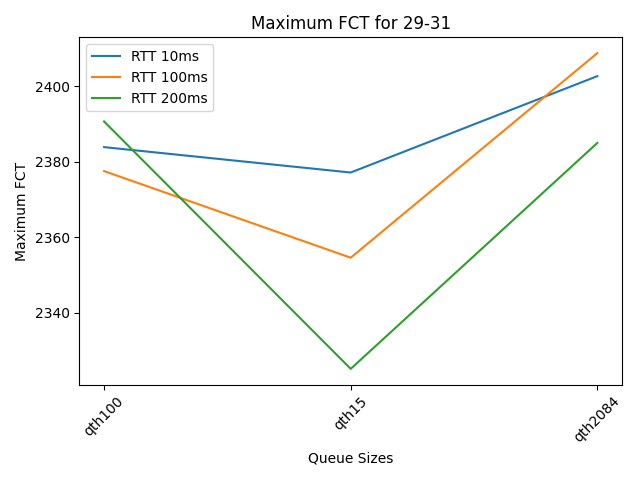 Maximum FCT for 29-31
RTT 10ms
RTT 100ms
RTT 200ms
Maximum FCT
2400
2380
2360
2340
qth100
qth15
qth2084
Queue Sizes